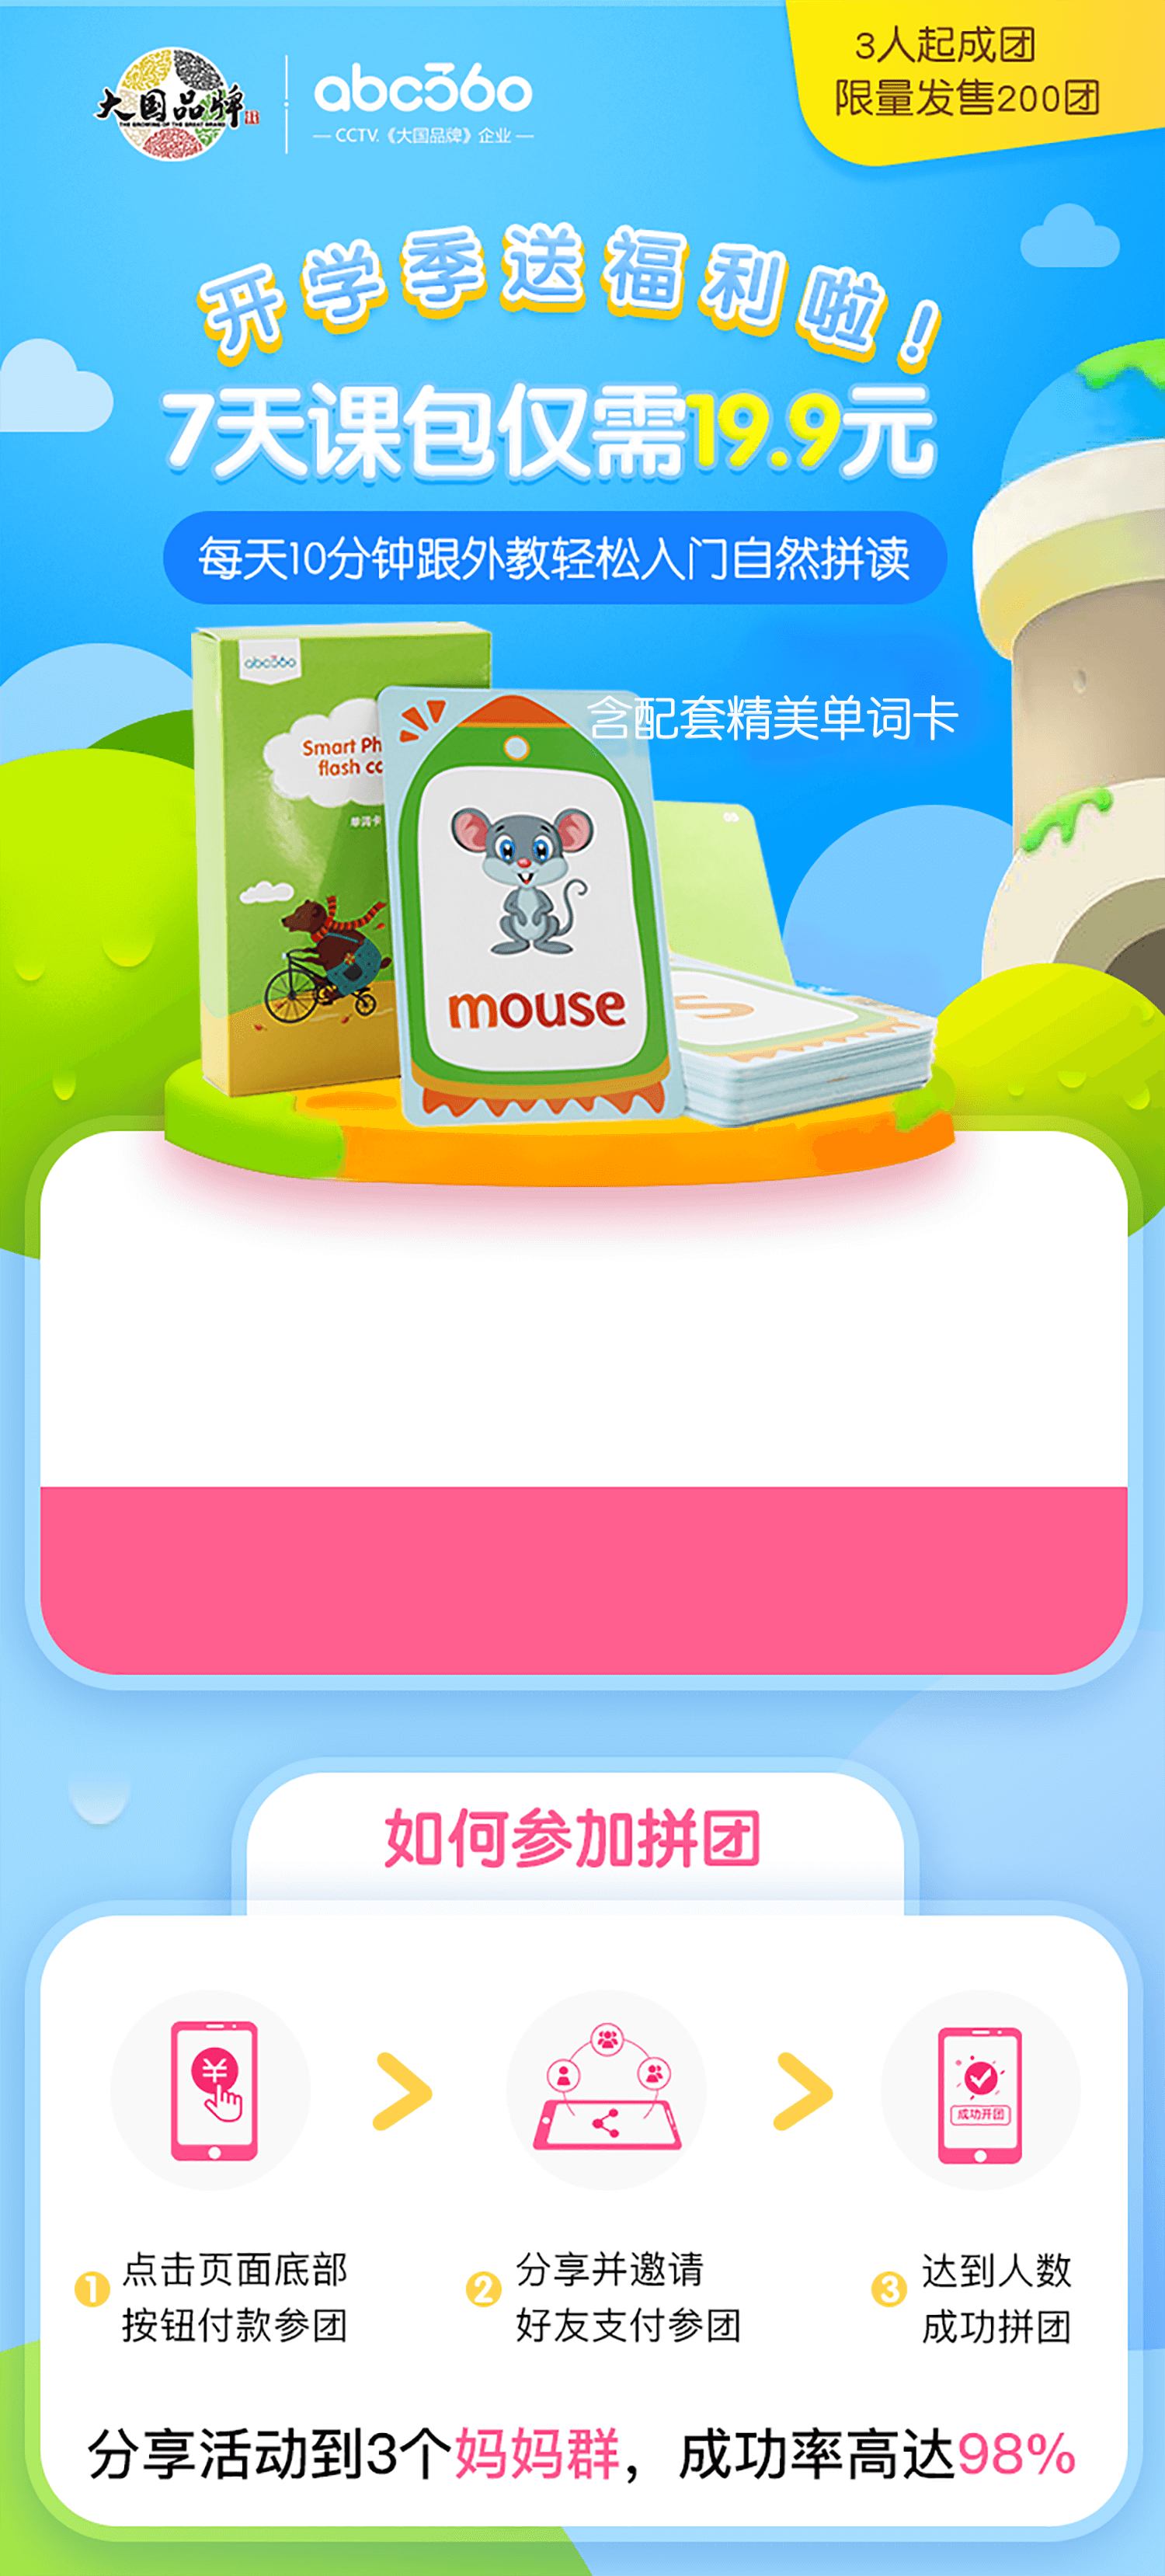 3人起成团
限量发售200团
大国品牌
THE GROWING OF THE GREAT BRAND
abc360
CCTV.《大国品牌》企业
开学季送福利啦!
7天课包仅需19.9元
每天10分钟跟外教轻松入门自然拼读
含配套精美单词卡
abc360
Smart Ph
flash ca
单词卡
mouse
如何参加拼团
¥
成功开团
1 点击页面底部
按钮付款参团
2 分享并邀请
好友支付参团
3 达到人数
成功拼团
分享活动到3个妈妈群，成功率高达98%